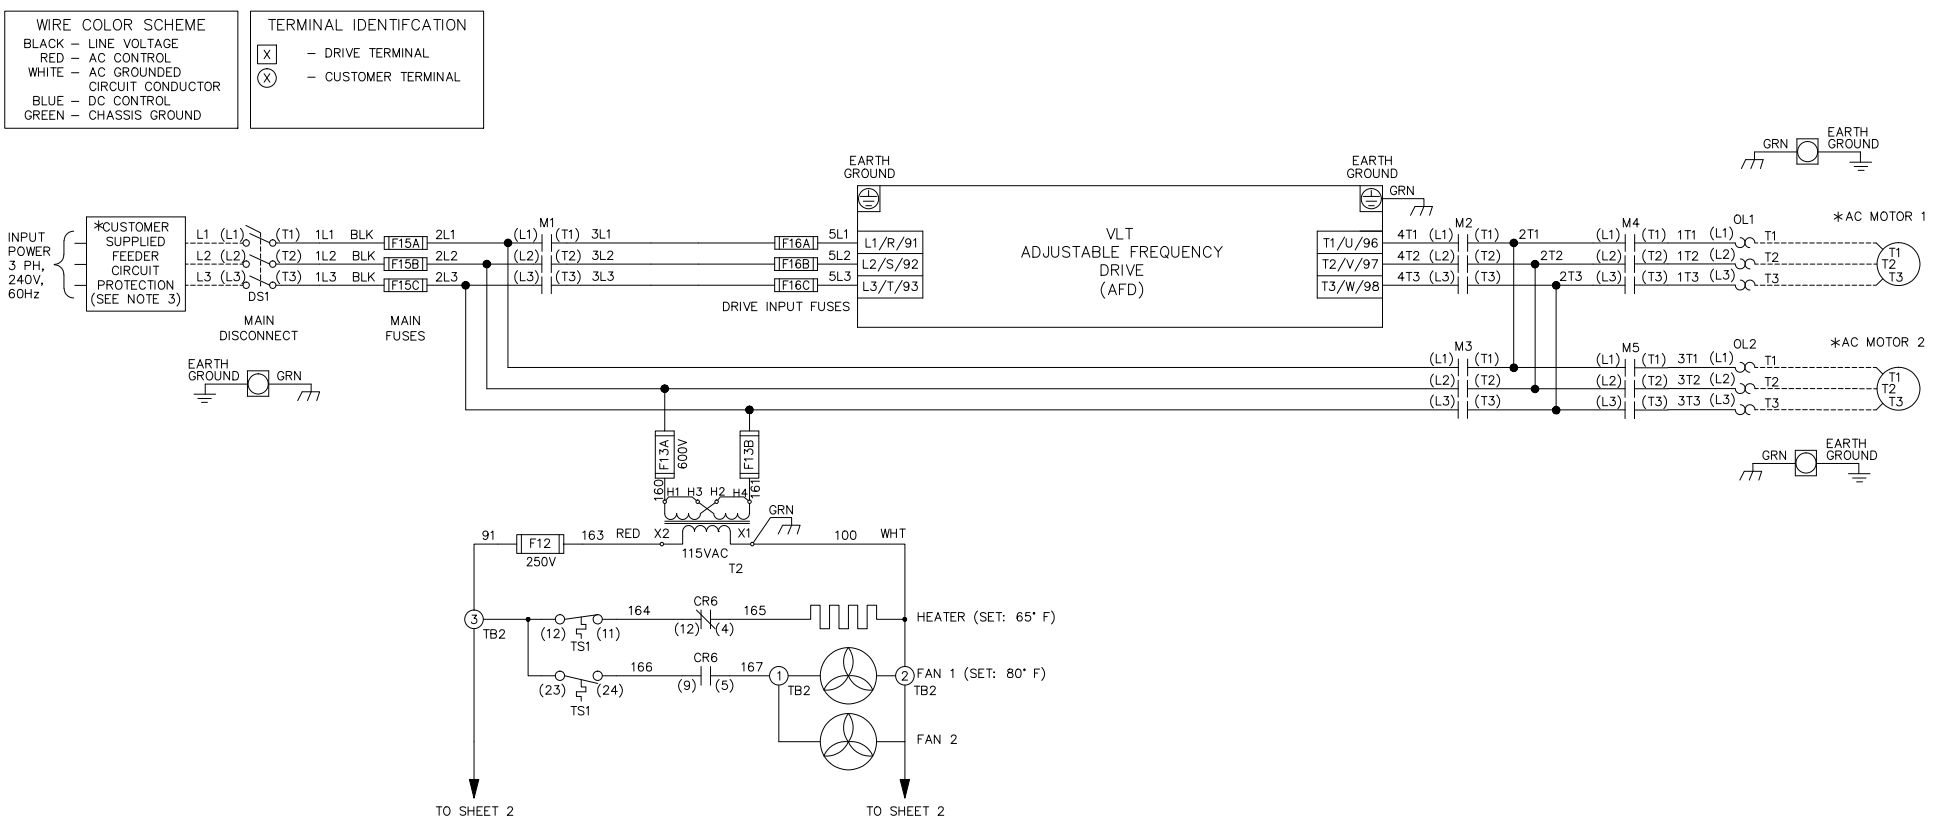 WIRE COLOR SCHEME
BLACK – LINE VOLTAGE
RED – AC CONTROL
WHITE – AC GROUNDED
CIRCUIT CONDUCTOR
BLUE – DC CONTROL
GREEN – CHASSIS GROUND
TERMINAL IDENTIFCATION
X – DRIVE TERMINAL
X – CUSTOMER TERMINAL
INPUT
POWER
3 PH,
240V,
60Hz
*CUSTOMER
SUPPLIED
FEEDER
CIRCUIT
PROTECTION
(SEE NOTE 3)
L1 (L1) (T1) 1L1 BLK F15A 2L1 (L1) M1 (T1) 3L1 F16A 5L1 L1/R/91
L2 (L2) (T2) 1L2 BLK F15B 2L2 (L2) (T2) 3L2 F16B 5L2 L2/S/92
L3 (L3) (T3) 1L3 BLK F15C 2L3 (L3) (T3) 3L3 F16C 5L3 L3/T/93
DS1
MAIN
DISCONNECT
MAIN
FUSES
DRIVE INPUT FUSES
EARTH
GROUND
VLT
ADJUSTABLE FREQUENCY
DRIVE
(AFD)
EARTH
GROUND
GRN
T1/U/96 4T1 (L1) M2 (T1) 2T1 (L1) M4 (T1) 1T1 (L1) OL1 T1
T2/V/97 4T2 (L2) (T2) 2T2 (L2) (T2) 1T2 (L2) T2
T3/W/98 4T3 (L3) (T3) 2T3 (L3) (T3) 1T3 (L3) T3
GRN
EARTH
GROUND
*AC MOTOR 1
T1
T2
T3
EARTH
GROUND
GRN
(L1) M3 (T1) (L1) M5 (T1) 3T1 (L1) OL2 T1
(L2) (T2) (L2) (T2) 3T2 (L2) T2
(L3) (T3) (L3) (T3) 3T3 (L3) T3
*AC MOTOR 2
T1
T2
T3
GRN
EARTH
GROUND
F13A
600V
F13B
160
161
H1 H3 H2 H4
GRN
91 F12 163 RED X2 X1 100 WHT
250V
115VAC
T2
3
TB2
(12) (11)
TS1
164
CR6
(12) (4)
165
HEATER (SET: 65° F)
(23) (24)
TS1
166
CR6
(9) (5)
167
1
TB2
2
TB2
FAN 1 (SET: 80° F)
FAN 2
TO SHEET 2
TO SHEET 2